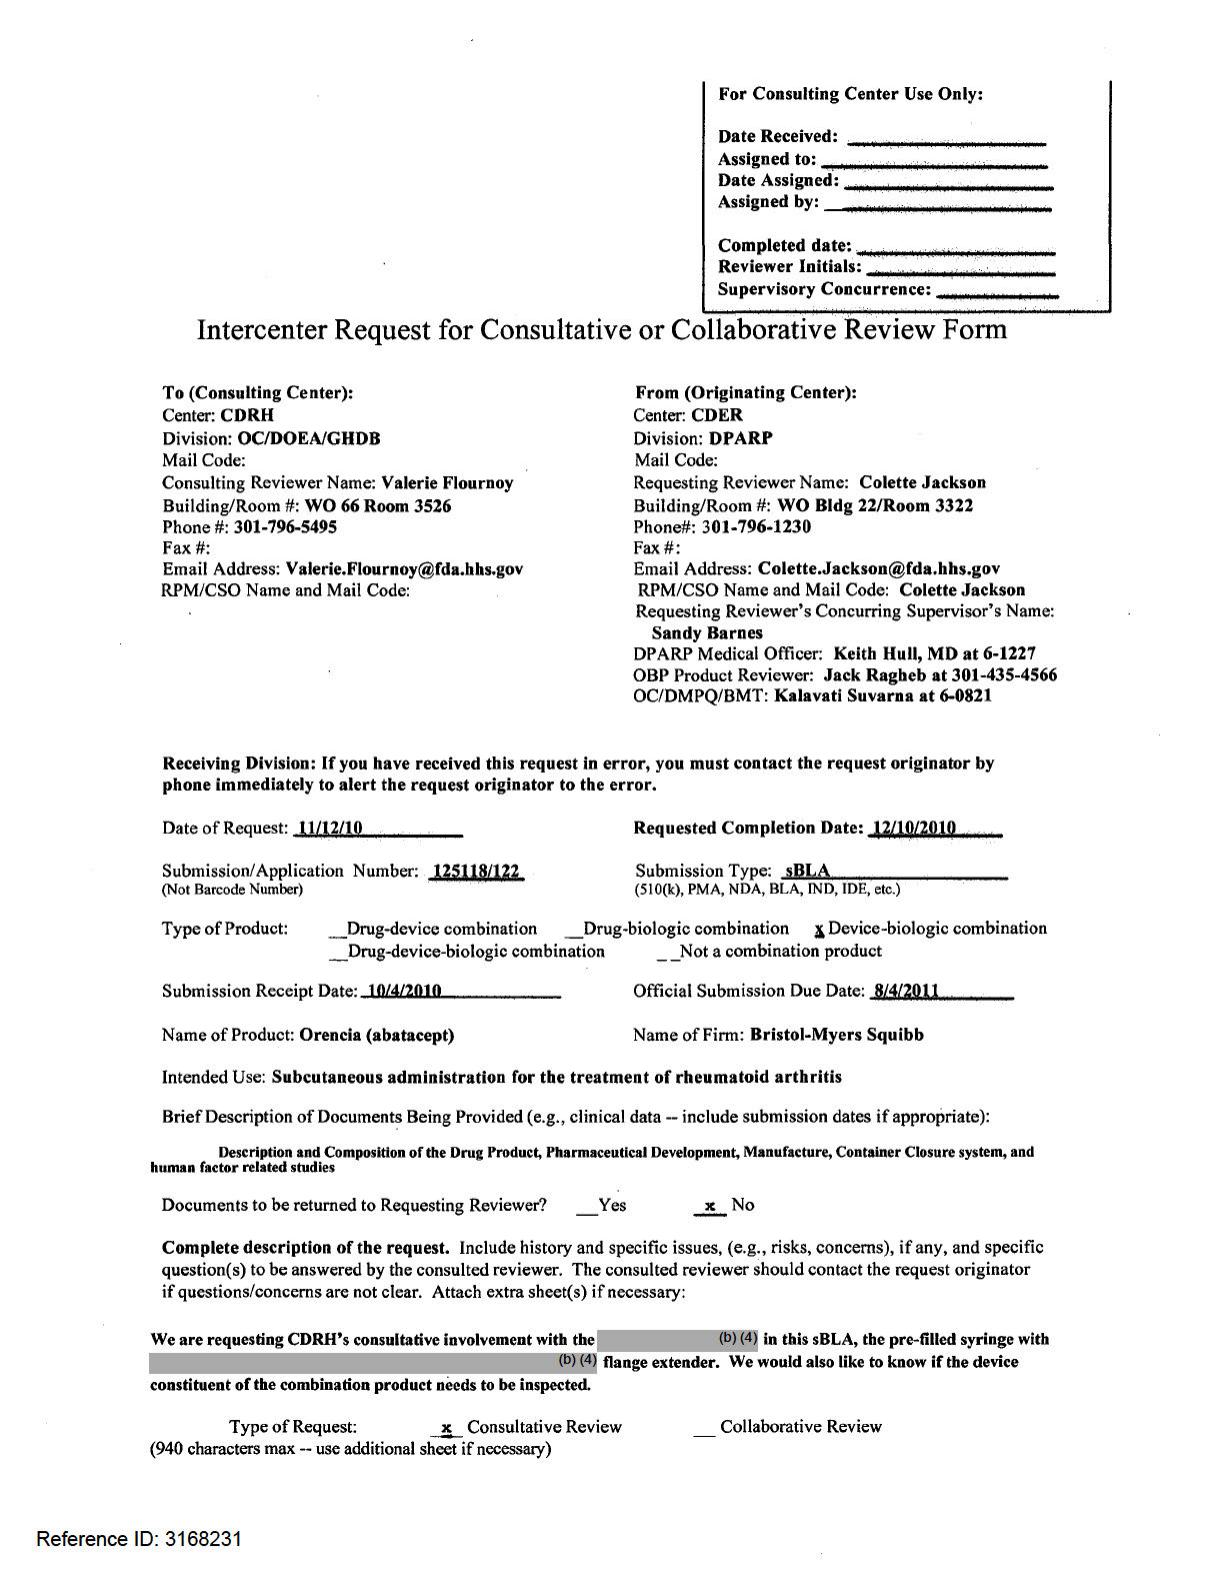 For Consulting Center Use Only:
Date Received:
Assigned to:
Date Assigned:
Assigned by:
Completed date:
Reviewer Initials:
Supervisory Concurrence:
Intercenter Request for Consultative or Collaborative Review Form
To (Consulting Center):
Center: CDRH
Division: OC/DOEA/GHDB
Mail Code:
Consulting Reviewer Name: Valerie Flournoy
Building/Room #: WO 66 Room 3526
Phone #: 301-796-5495
Fax #:
Email Address: Valerie.Flournoy@fda.hhs.gov
RPM/CSO Name and Mail Code:
From (Originating Center):
Center: CDER
Division: DPARP
Mail Code:
Requesting Reviewer Name: Colette Jackson
Building/Room #: WO Bldg 22/Room 3322
Phone#: 301-796-1230
Fax #:
Email Address: Colette.Jackson@fda.hhs.gov
RPM/CSO Name and Mail Code: Colette Jackson
Requesting Reviewer's Concurring Supervisor's Name:
Sandy Barnes
DPARP Medical Officer: Keith Hull, MD at 6-1227
OBP Product Reviewer: Jack Ragheb at 301-435-4566
OC/DMPQ/BMT: Kalavati Suvarna at 6-0821
Receiving Division: If you have received this request in error, you must contact the request originator by
phone immediately to alert the request originator to the error.
Date of Request: 11/12/10 Requested Completion Date: 12/10/2010
Submission/Application Number: 125118/122 Submission Type: sBLA
(Not Barcode Number) (510(k), PMA, NDA, BLA, IND, IDE, etc.)
Type of Product: __Drug-device combination __Drug-biologic combination x Device-biologic combination
__Drug-device-biologic combination _ _Not a combination product
Submission Receipt Date: 10/4/2010 Official Submission Due Date: 8/4/2011
Name of Product: Orencia (abatacept) Name of Firm: Bristol-Myers Squibb
Intended Use: Subcutaneous administration for the treatment of rheumatoid arthritis
Brief Description of Documents Being Provided (e.g., clinical data -- include submission dates if appropriate):
Description and Composition of the Drug Product, Pharmaceutical Development, Manufacture, Container Closure system, and
human factor related studies
Documents to be returned to Requesting Reviewer? __Yes x No
Complete description of the request. Include history and specific issues, (e.g., risks, concerns), if any, and specific
question(s) to be answered by the consulted reviewer. The consulted reviewer should contact the request originator
if questions/concerns are not clear. Attach extra sheet(s) if necessary:
We are requesting CDRH's consultative involvement with the (b) (4) in this sBLA, the pre-filled syringe with
(b) (4) flange extender. We would also like to know if the device
constituent of the combination product needs to be inspected.
Type of Request: x Consultative Review __ Collaborative Review
(940 characters max -- use additional sheet if necessary)
Reference ID: 3168231